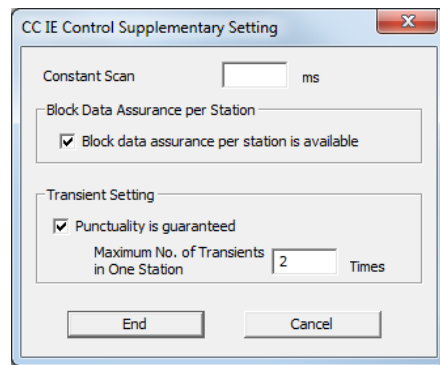 CC IE Control Supplementary Setting
Constant Scan ms
Block Data Assurance per Station
Block data assurance per station is available
Transient Setting
Punctuality is guaranteed
Maximum No. of Transients
in One Station 2 Times
End Cancel